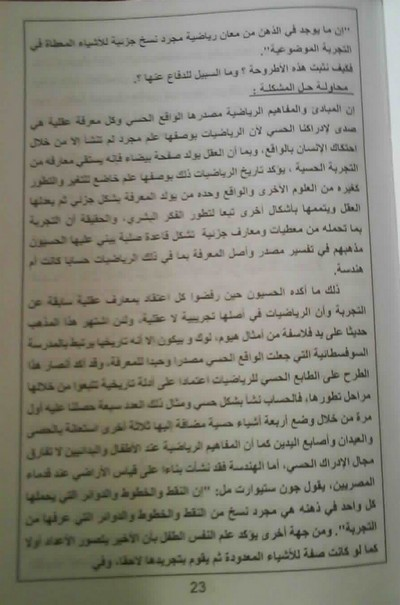 "إن ما يوجد في الذهن من معان رياضية مجرد نسخ جزئية للأشياء المعطاة في
التجربة الموضوعية".
فكيف نثبت هذه الأطروحة ؟ وما السبيل للدفاع عنها ؟.
محاولة حل المشكلة :
إن المبادئ والمفاهيم الرياضية مصدرها الواقع الحسي وكل معرفة عقلية هي
صدى لإدراكنا الحسي لأن الرياضيات بوصفها علم مجرد لم تنشأ إلا من خلال
احتكاك الإنسان بالواقع، وبما أن العقل يولد صفحة بيضاء فإنه يستقي معارفه من
التجربة الحسية ، يؤكد تاريخ الرياضيات ذلك بوصفها علم خاضع للتغير والتطور
كغيره من العلوم الأخرى والواقع وحده من يولد المعرفة بشكل جزئي ثم يعدلها
العقل ويتممها بأشكال أخرى تبعا لتطور الفكر البشري، والحقيقة أن التجربة
بما تحمله من معطيات ومعارف جزئية تشكل قاعدة صلبة يبني عليها الحسيون
مذهبهم في تفسير مصدر وأصل المعرفة بما في ذلك الرياضيات حسابا كانت أم
هندسة.
ذلك ما أكده الحسيون حين رفضوا كل اعتقاد بمعارف عقلية سابقة عن
التجربة وأن الرياضيات في أصلها تجريبية لا عقلية، ولئن اشتهر هذا المذهب
حديثا على يد فلاسفة من أمثال هيوم، لوك و بيكون إلا أنه تاريخيا يرتبط بالمدرسة
السوفسطائية التي جعلت الواقع الحسي مصدرا وحيدا للمعرفة، وقد أكد أنصار هذا
الطرح على الطابع الحسي للرياضيات اعتمادا على أدلة تاريخية تتبعوا من خلالها
مراحل تطورها، فالحساب نشأ بشكل حسي ومثال ذلك العدد سبعة حصلنا عليه أول
مرة من خلال وضع أربعة أشياء حسية مضافة إليها ثلاثة أخرى استعانة بالحصى
والعيدان وأصابع اليدين كما أن المفاهيم الرياضية عند الأطفال والبدائيين لا تفارق
مجال الإدراك الحسي، أما الهندسة فقد نشأت بناءا على قياس الأراضي عند قدماء
المصريين، يقول جون ستيوارت مل: "إن النقط والخطوط والدوائر التي يحملها
كل واحد في ذهنه هي مجرد نسخ من النقط والخطوط والدوائر التي عرفها من
التجربة". ومن جهة أخرى يؤكد علم النفس الطفل بأن الأخير يتصور الأعداد أولا
كما لو كانت صفة للأشياء المعدودة ثم يقوم بتجريدها لاحقا، وفي
23